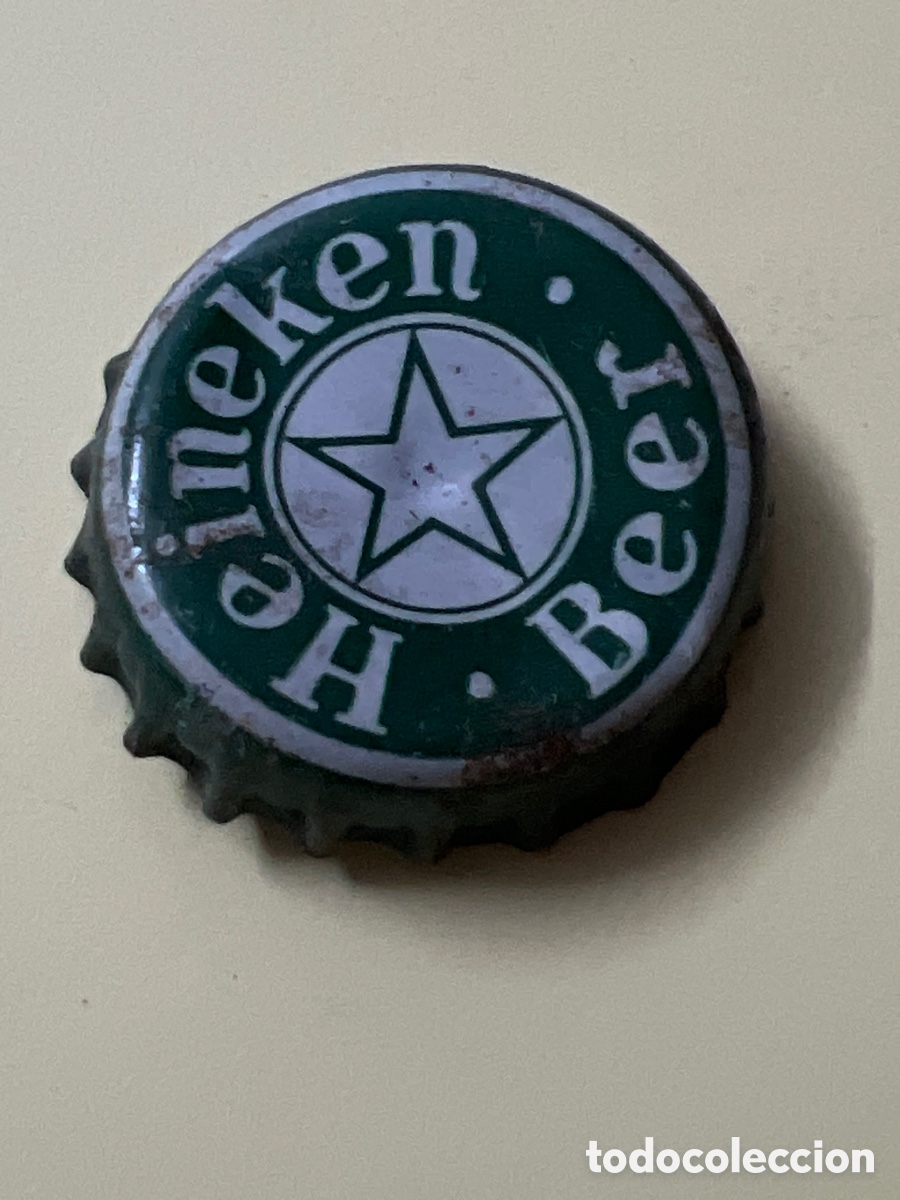 Heineken · Beer ·
todocoleccion